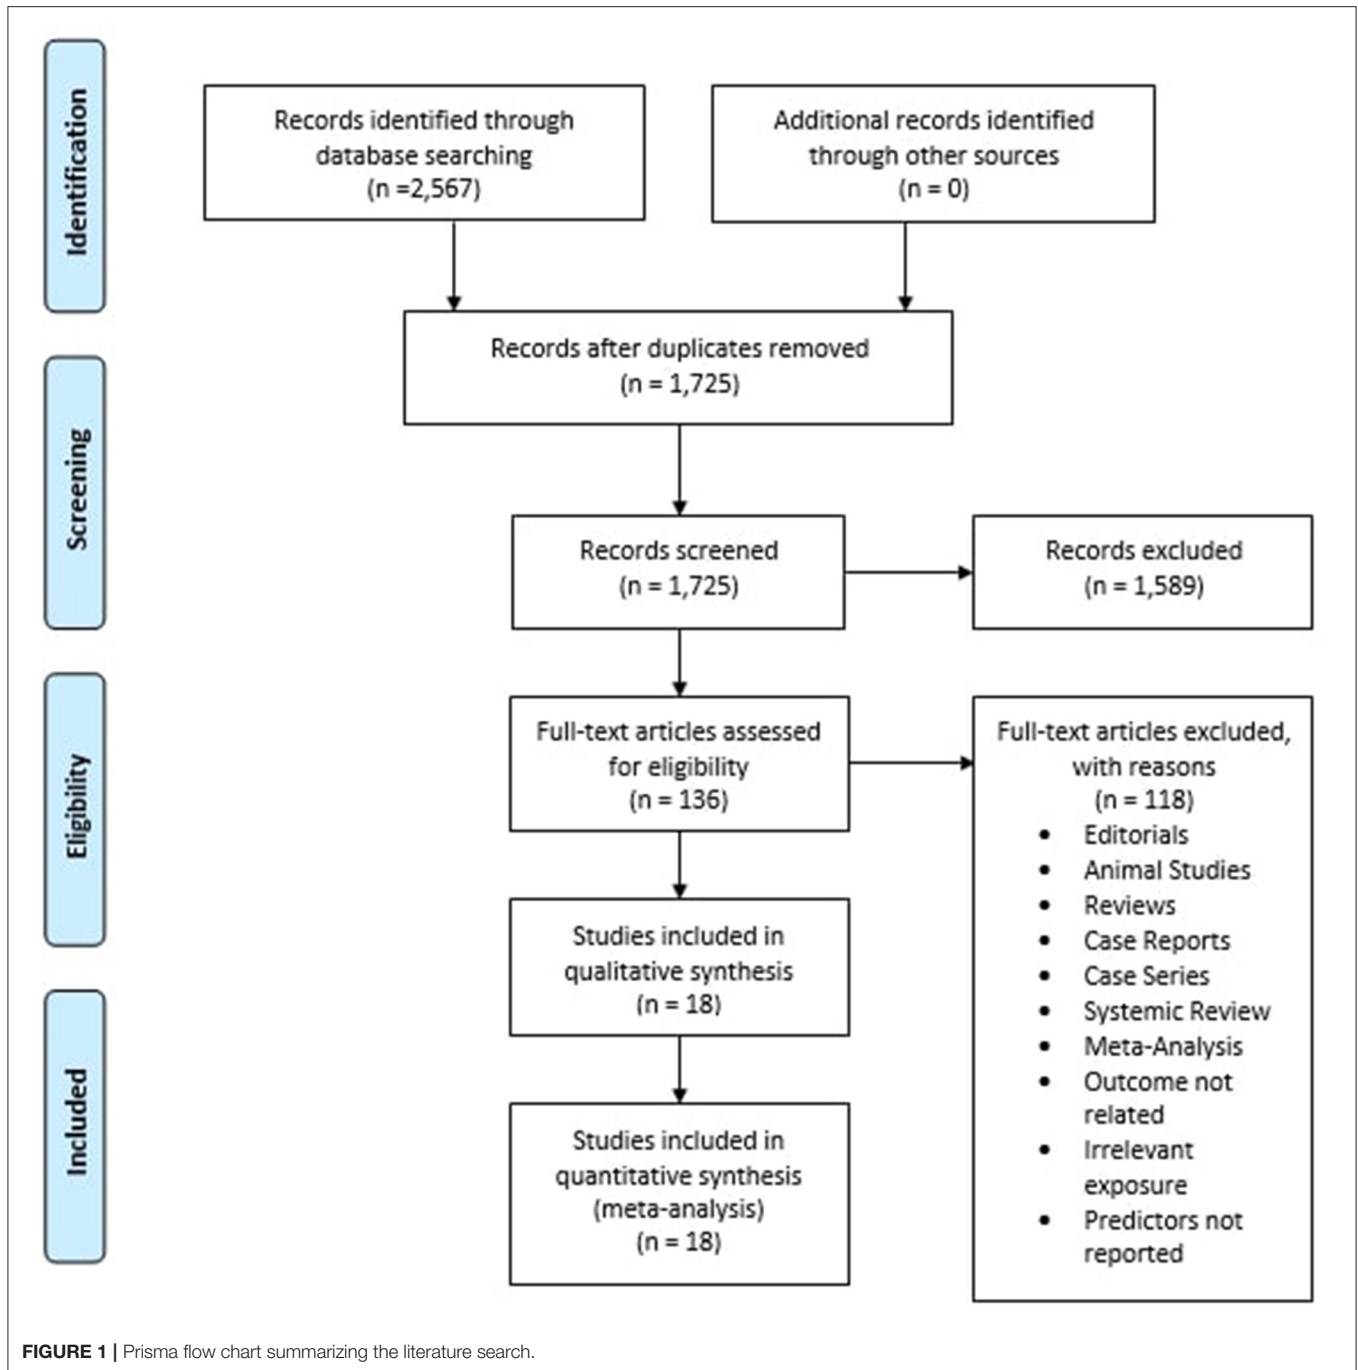 Identification
Records identified through
database searching
(n =2,567)
Additional records identified
through other sources
(n = 0)
Records after duplicates removed
(n = 1,725)
Screening
Records screened
(n = 1,725)
Records excluded
(n = 1,589)
Eligibility
Full-text articles assessed
for eligibility
(n = 136)
Full-text articles excluded,
with reasons
(n = 118)
• Editorials
• Animal Studies
• Reviews
• Case Reports
• Case Series
• Systemic Review
• Meta-Analysis
• Outcome not
related
• Irrelevant
exposure
• Predictors not
reported
Studies included in
qualitative synthesis
(n = 18)
Included
Studies included in
quantitative synthesis
(meta-analysis)
(n = 18)
FIGURE 1 | Prisma flow chart summarizing the literature search.